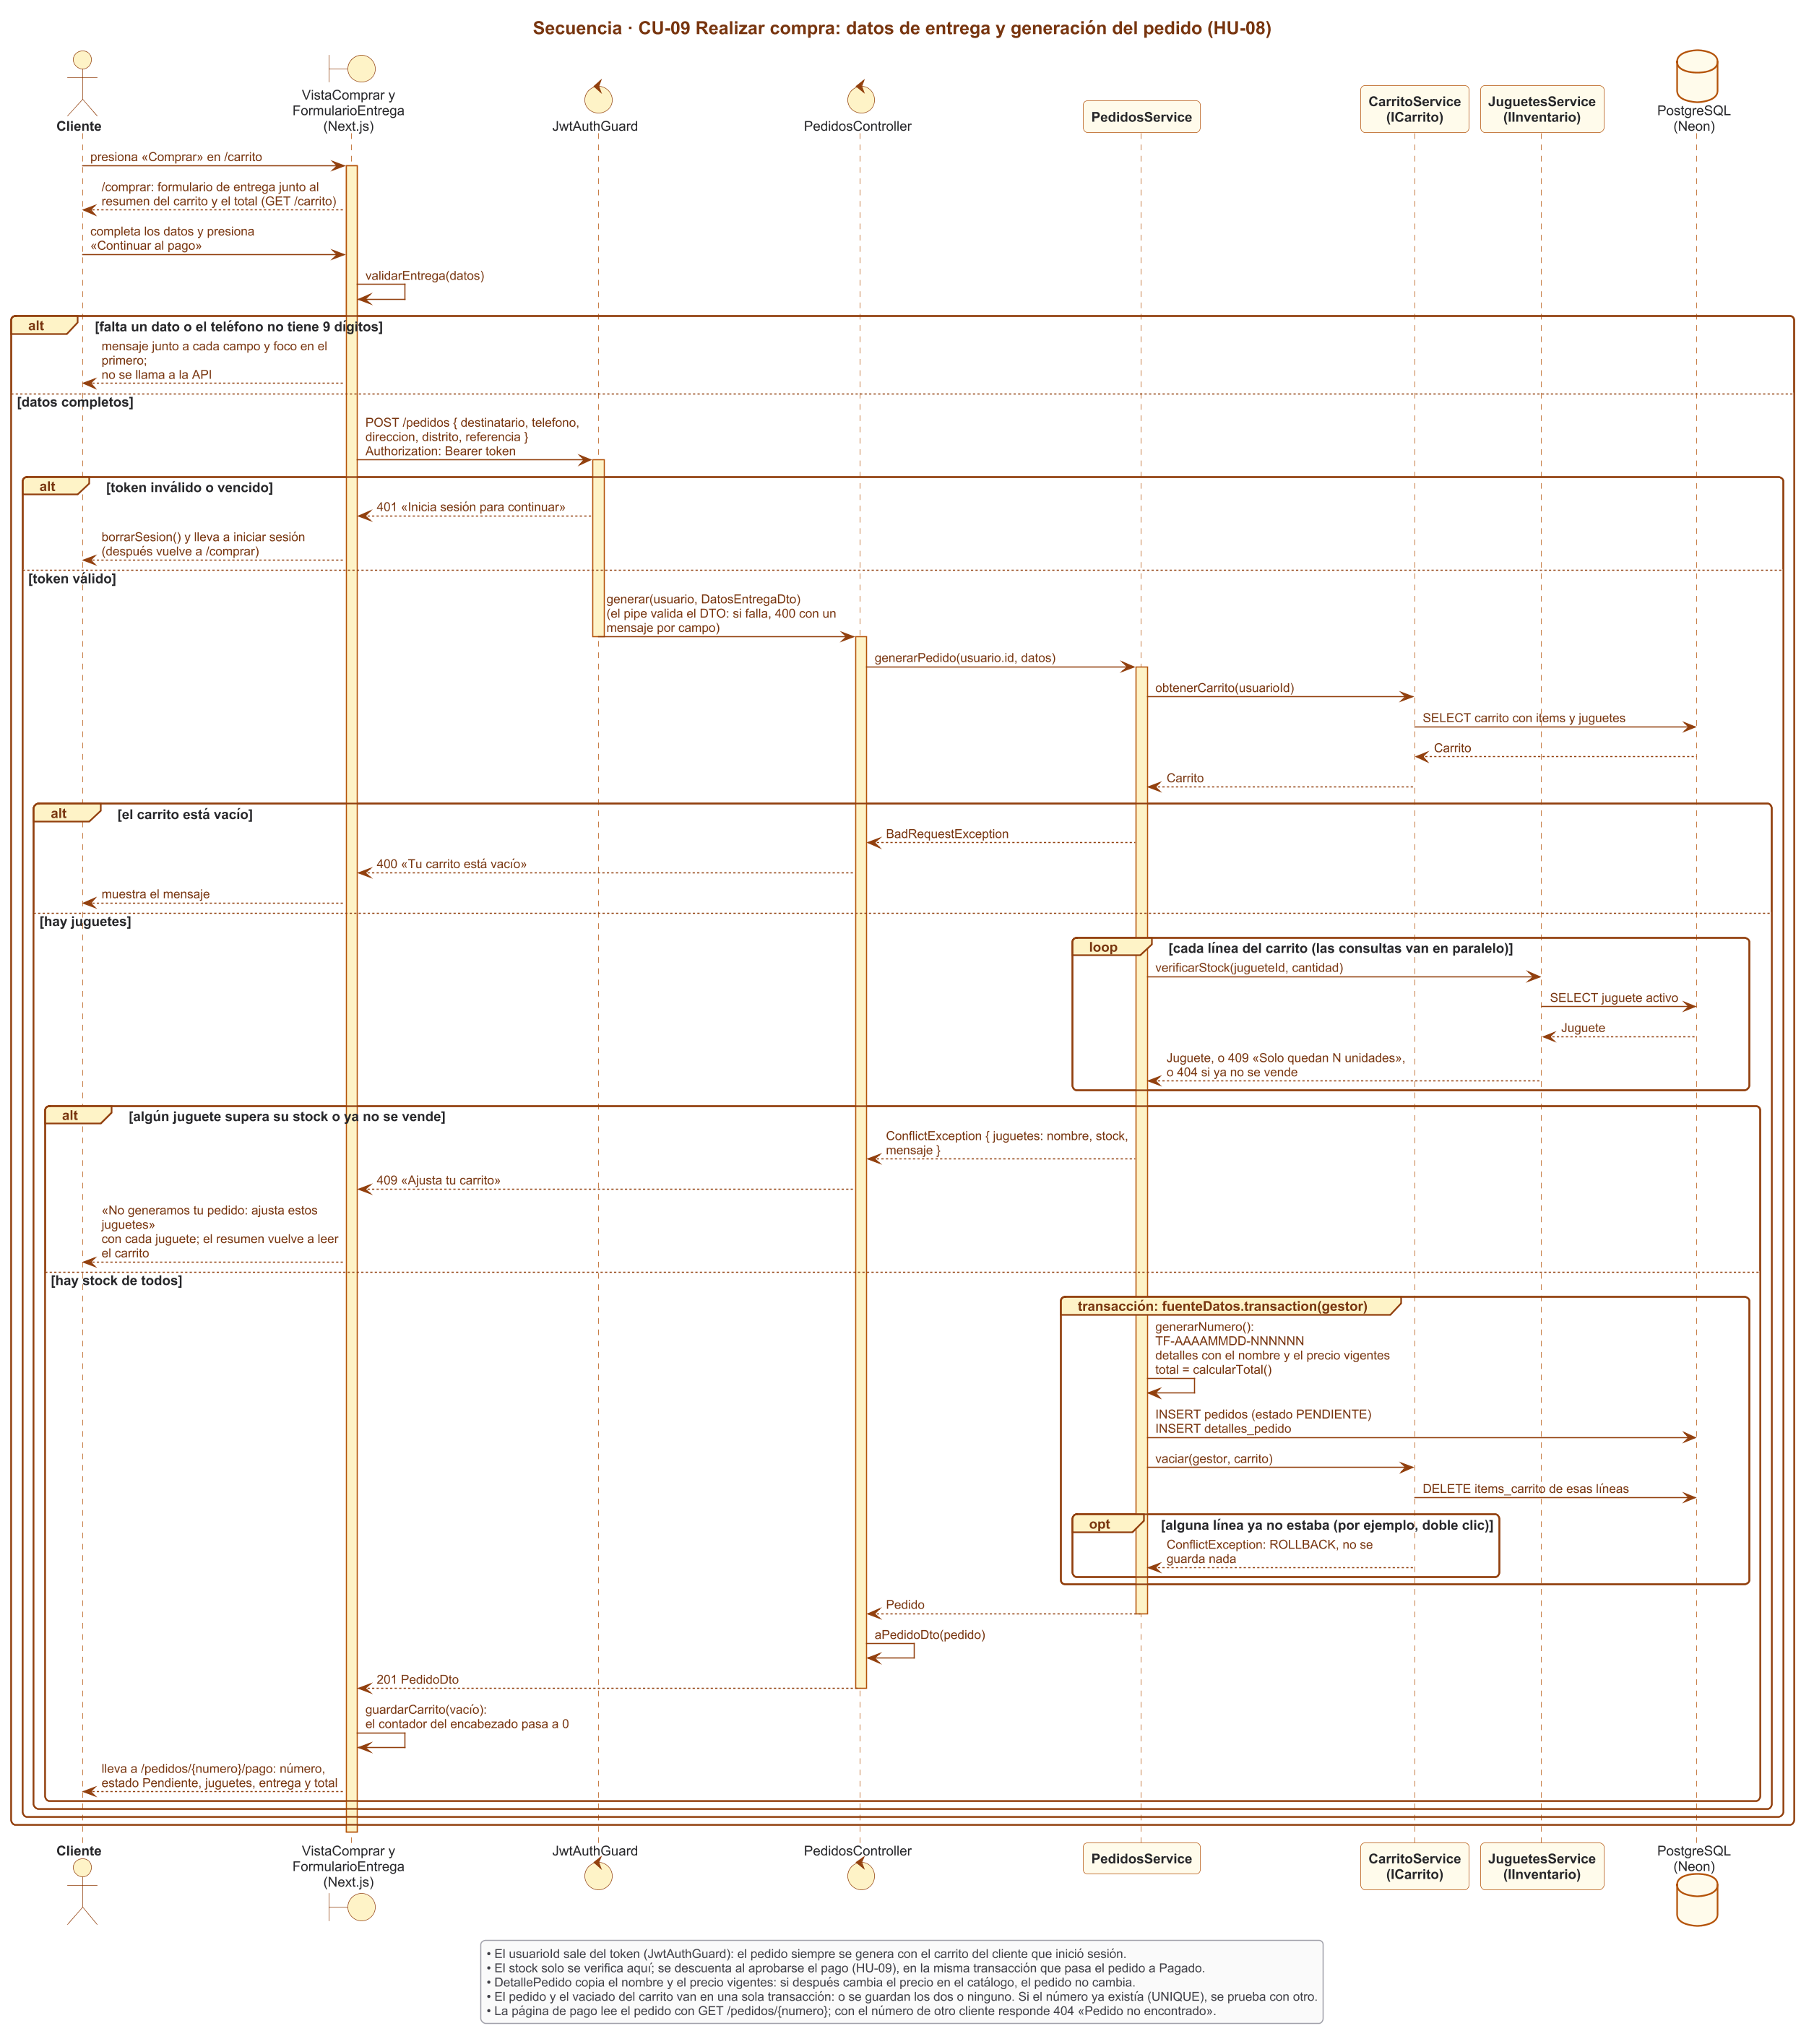 Secuencia · CU-09 Realizar compra: datos de entrega y generación del pedido (HU-08)
Cliente
VistaComprar y
FormularioEntrega
(Next.js)
JwtAuthGuard
PedidosController
PedidosService
CarritoService
(ICarrito)
JuguetesService
(IInventario)
PostgreSQL
(Neon)
presiona «Comprar» en /carrito
/comprar: formulario de entrega junto al
resumen del carrito y el total (GET /carrito)
completa los datos y presiona
«Continuar al pago»
validarEntrega(datos)
alt
[falta un dato o el teléfono no tiene 9 dígitos]
mensaje junto a cada campo y foco en el
primero;
no se llama a la API
[datos completos]
POST /pedidos { destinatario, telefono,
direccion, distrito, referencia }
Authorization: Bearer token
alt
[token inválido o vencido]
401 «Inicia sesión para continuar»
borrarSesion() y lleva a iniciar sesión
(después vuelve a /comprar)
[token válido]
generar(usuario, DatosEntregaDto)
(el pipe valida el DTO: si falla, 400 con un
mensaje por campo)
generarPedido(usuario.id, datos)
obtenerCarrito(usuarioId)
SELECT carrito con items y juguetes
Carrito
Carrito
alt
[el carrito está vacío]
BadRequestException
400 «Tu carrito está vacío»
muestra el mensaje
[hay juguetes]
loop
[cada línea del carrito (las consultas van en paralelo)]
verificarStock(jugueteId, cantidad)
SELECT juguete activo
Juguete
Juguete, o 409 «Solo quedan N unidades»,
o 404 si ya no se vende
alt
[algún juguete supera su stock o ya no se vende]
ConflictException { juguetes: nombre, stock,
mensaje }
409 «Ajusta tu carrito»
«No generamos tu pedido: ajusta estos
juguetes»
con cada juguete; el resumen vuelve a leer
el carrito
[hay stock de todos]
transacción: fuenteDatos.transaction(gestor)
generarNumero():
TF-AAAAMMDD-NNNNNN
detalles con el nombre y el precio vigentes
total = calcularTotal()
INSERT pedidos (estado PENDIENTE)
INSERT detalles_pedido
vaciar(gestor, carrito)
DELETE items_carrito de esas líneas
opt
[alguna línea ya no estaba (por ejemplo, doble clic)]
ConflictException: ROLLBACK, no se
guarda nada
Pedido
aPedidoDto(pedido)
201 PedidoDto
guardarCarrito(vacío):
el contador del encabezado pasa a 0
lleva a /pedidos/{numero}/pago: número,
estado Pendiente, juguetes, entrega y total
Cliente
VistaComprar y
FormularioEntrega
(Next.js)
JwtAuthGuard
PedidosController
PedidosService
CarritoService
(ICarrito)
JuguetesService
(IInventario)
PostgreSQL
(Neon)
• El usuarioId sale del token (JwtAuthGuard): el pedido siempre se genera con el carrito del cliente que inició sesión.
• El stock solo se verifica aquí; se descuenta al aprobarse el pago (HU-09), en la misma transacción que pasa el pedido a Pagado.
• DetallePedido copia el nombre y el precio vigentes: si después cambia el precio en el catálogo, el pedido no cambia.
• El pedido y el vaciado del carrito van en una sola transacción: o se guardan los dos o ninguno. Si el número ya existía (UNIQUE), se prueba con otro.
• La página de pago lee el pedido con GET /pedidos/{numero}; con el número de otro cliente responde 404 «Pedido no encontrado».